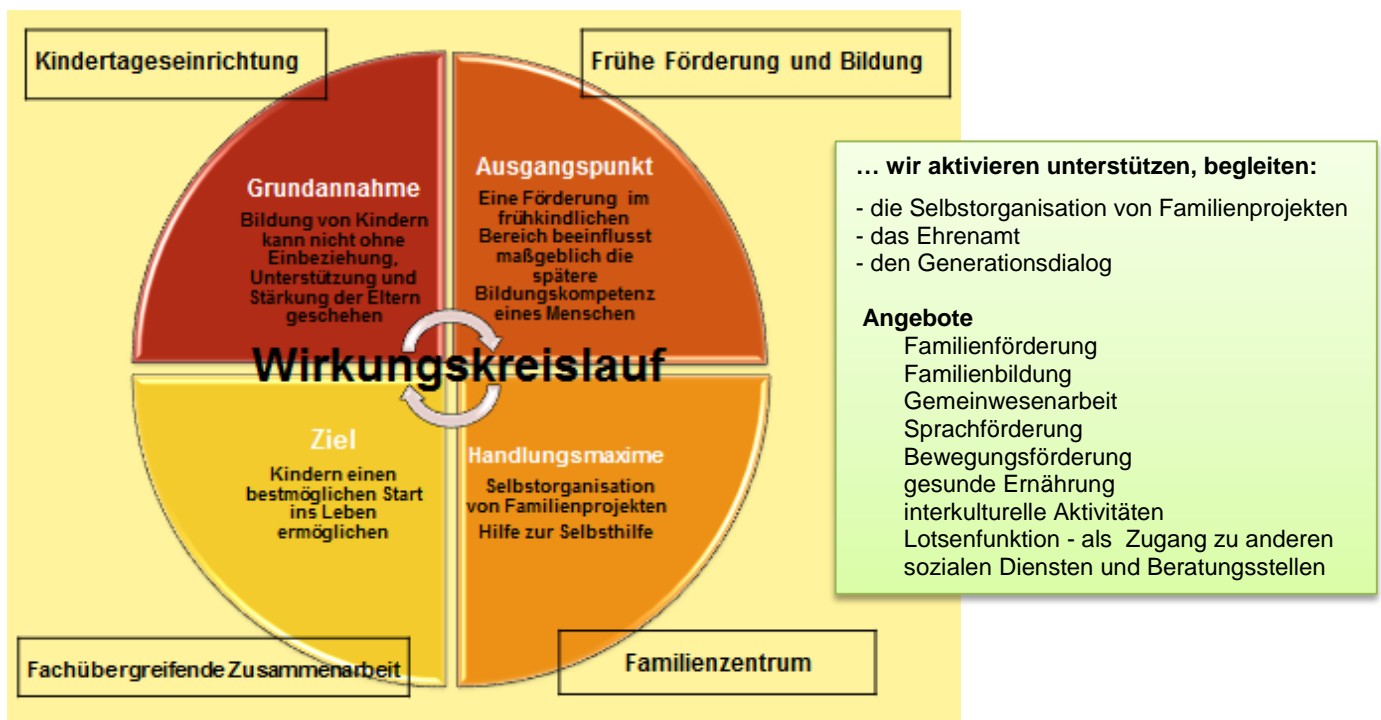 Kindertageseinrichtung
Frühe Förderung und Bildung
Grundannahme
Bildung von Kindern
kann nicht ohne
Einbeziehung,
Unterstützung und
Stärkung der Eltern
geschehen
Ausgangspunkt
Eine Förderung im
frühkindlichen
Bereich beeinflusst
maßgeblich die
spätere
Bildungskompetenz
eines Menschen
Wirkungskreislauf
Ziel
Kindern einen
bestmöglichen Start
ins Leben
ermöglichen
Handlungsmaxime
Selbstorganisation
von Familienprojekten
Hilfe zur Selbsthilfe
Fachübergreifende Zusammenarbeit
Familienzentrum
… wir aktivieren unterstützen, begleiten:
- die Selbstorganisation von Familienprojekten
- das Ehrenamt
- den Generationsdialog
Angebote
Familienförderung
Familienbildung
Gemeinwesenarbeit
Sprachförderung
Bewegungsförderung
gesunde Ernährung
interkulturelle Aktivitäten
Lotsenfunktion - als Zugang zu anderen
sozialen Diensten und Beratungsstellen